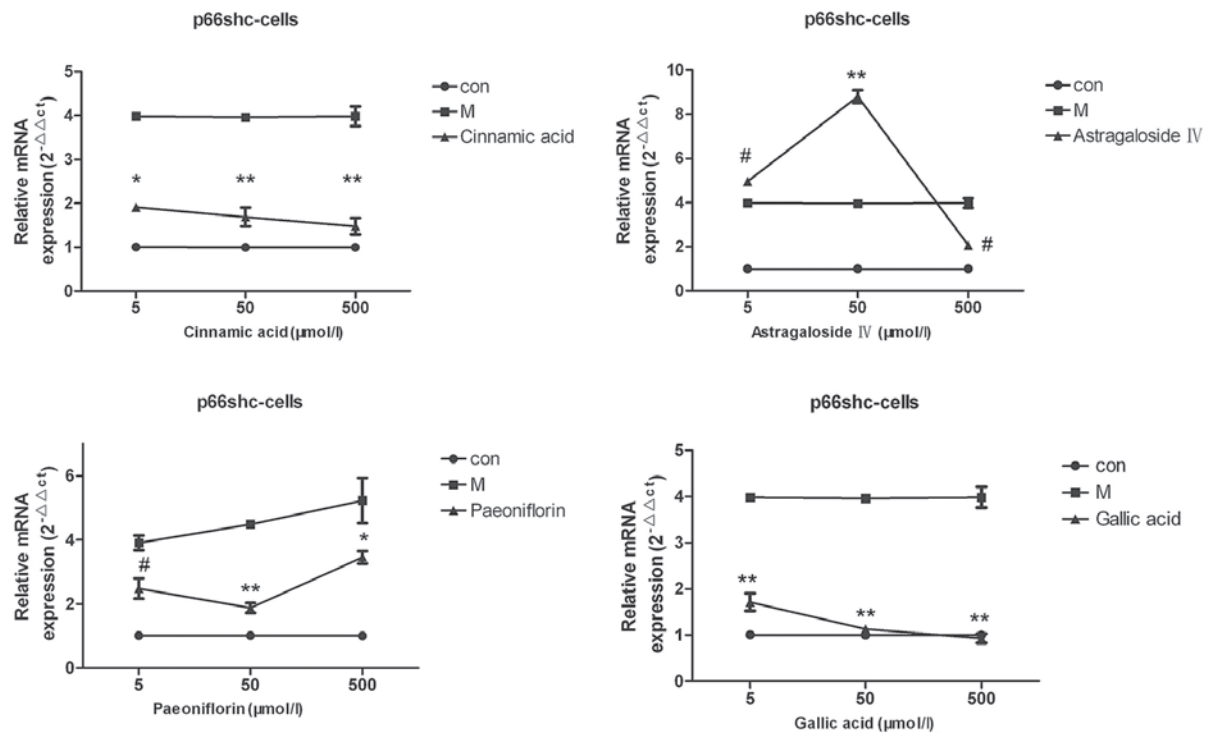 p66shc-cells
Relative mRNA
expression (2-△△ct)
5
4
3
2
1
0
*
**
**
con
M
Cinnamic acid
5
50
500
Cinnamic acid (μmol/l)
p66shc-cells
Relative mRNA
expression (2-△△ct)
10
8
6
4
2
0
#
**
#
con
M
Astragaloside Ⅳ
5
50
500
Astragaloside Ⅳ (μmol/l)
p66shc-cells
Relative mRNA
expression (2-△△ct)
6
4
2
0
#
**
*
con
M
Paeoniflorin
5
50
500
Paeoniflorin (μmol/l)
p66shc-cells
Relative mRNA
expression (2-△△ct)
5
4
3
2
1
0
**
**
**
con
M
Gallic acid
5
50
500
Gallic acid (μmol/l)